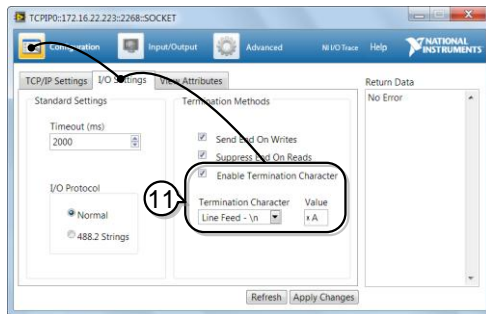 TCPIP0::172.16.22.223::2268::SOCKET
Configuration Input/Output Advanced NI I/O Trace Help NATIONAL INSTRUMENTS
TCP/IP Settings I/O Settings View Attributes
Return Data
Standard Settings
Termination Methods
No Error
Timeout (ms)
2000
Send End On Writes
Suppress End On Reads
Enable Termination Character
I/O Protocol
Normal
488.2 Strings
11
Termination Character Value
Line Feed - \n x A
Refresh Apply Changes